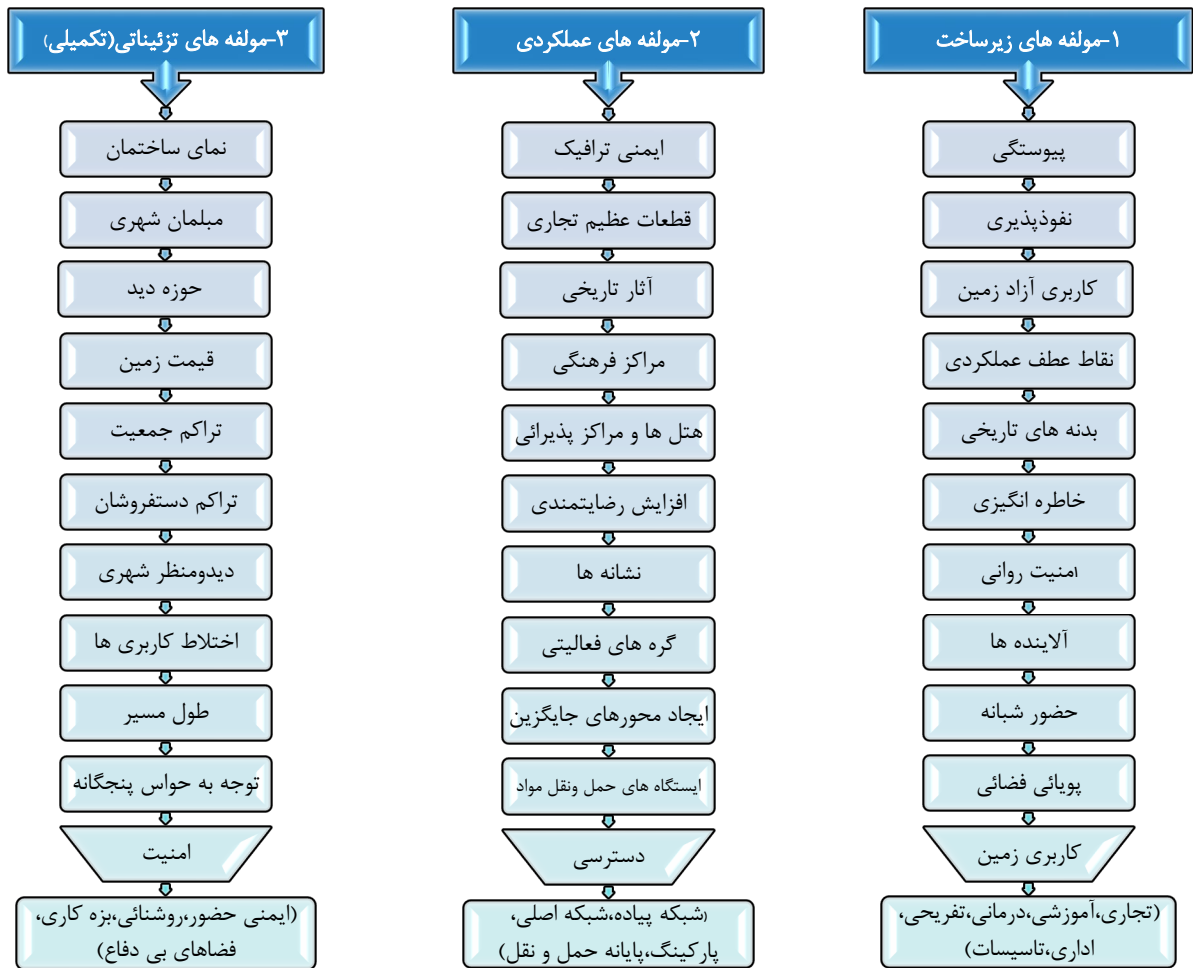 ۱-مولفه های زیرساخت
پیوستگی
نفوذپذیری
کاربری آزاد زمین
نقاط عطف عملکردی
بدنه های تاریخی
خاطره انگیزی
امنیت روانی
آلاینده ها
حضور شبانه
پویائی فضائی
کاربری زمین
(تجاری،آموزشی،درمانی،تفریحی،
اداری،تاسیسات)
۲-مولفه های عملکردی
ایمنی ترافیک
قطعات عظیم تجاری
آثار تاریخی
مراکز فرهنگی
هتل ها و مراکز پذیرائی
افزایش رضایتمندی
نشانه ها
گره های فعالیتی
ایجاد محورهای جایگزین
ایستگاه های حمل ونقل مواد
دسترسی
(شبکه پیاده،شبکه اصلی،
پارکینگ،پایانه حمل و نقل)
۳-مولفه های تزئیناتی(تکمیلی)
نمای ساختمان
مبلمان شهری
حوزه دید
قیمت زمین
تراکم جمعیت
تراکم دستفروشان
دیدومنظر شهری
اختلاط کاربری ها
طول مسیر
توجه به حواس پنجگانه
امنیت
(ایمنی حضور،روشنائی،بزه کاری،
فضاهای بی دفاع)